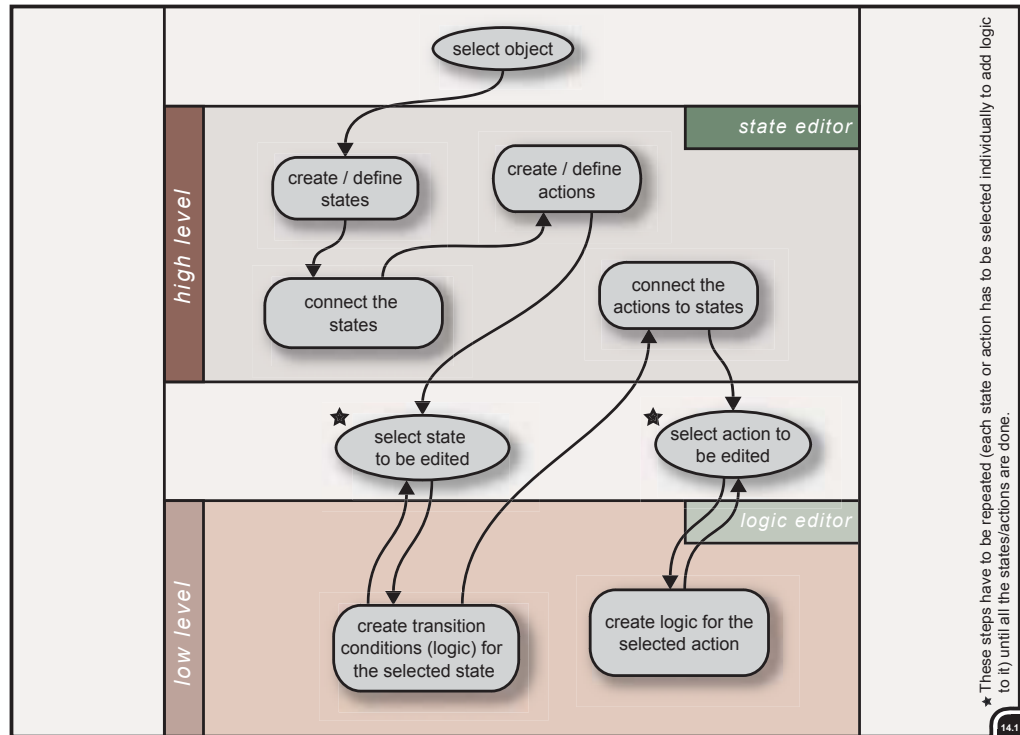 select object
state editor
high level
create / define
states
create / define
actions
connect the
states
connect the
actions to states
select state
to be edited
select action to
be edited
logic editor
low level
create transition
conditions (logic) for
the selected state
create logic for the
selected action
★ These steps have to be repeated (each state or action has to be selected individually to add logic
to it) until all the states/actions are done.
14.1